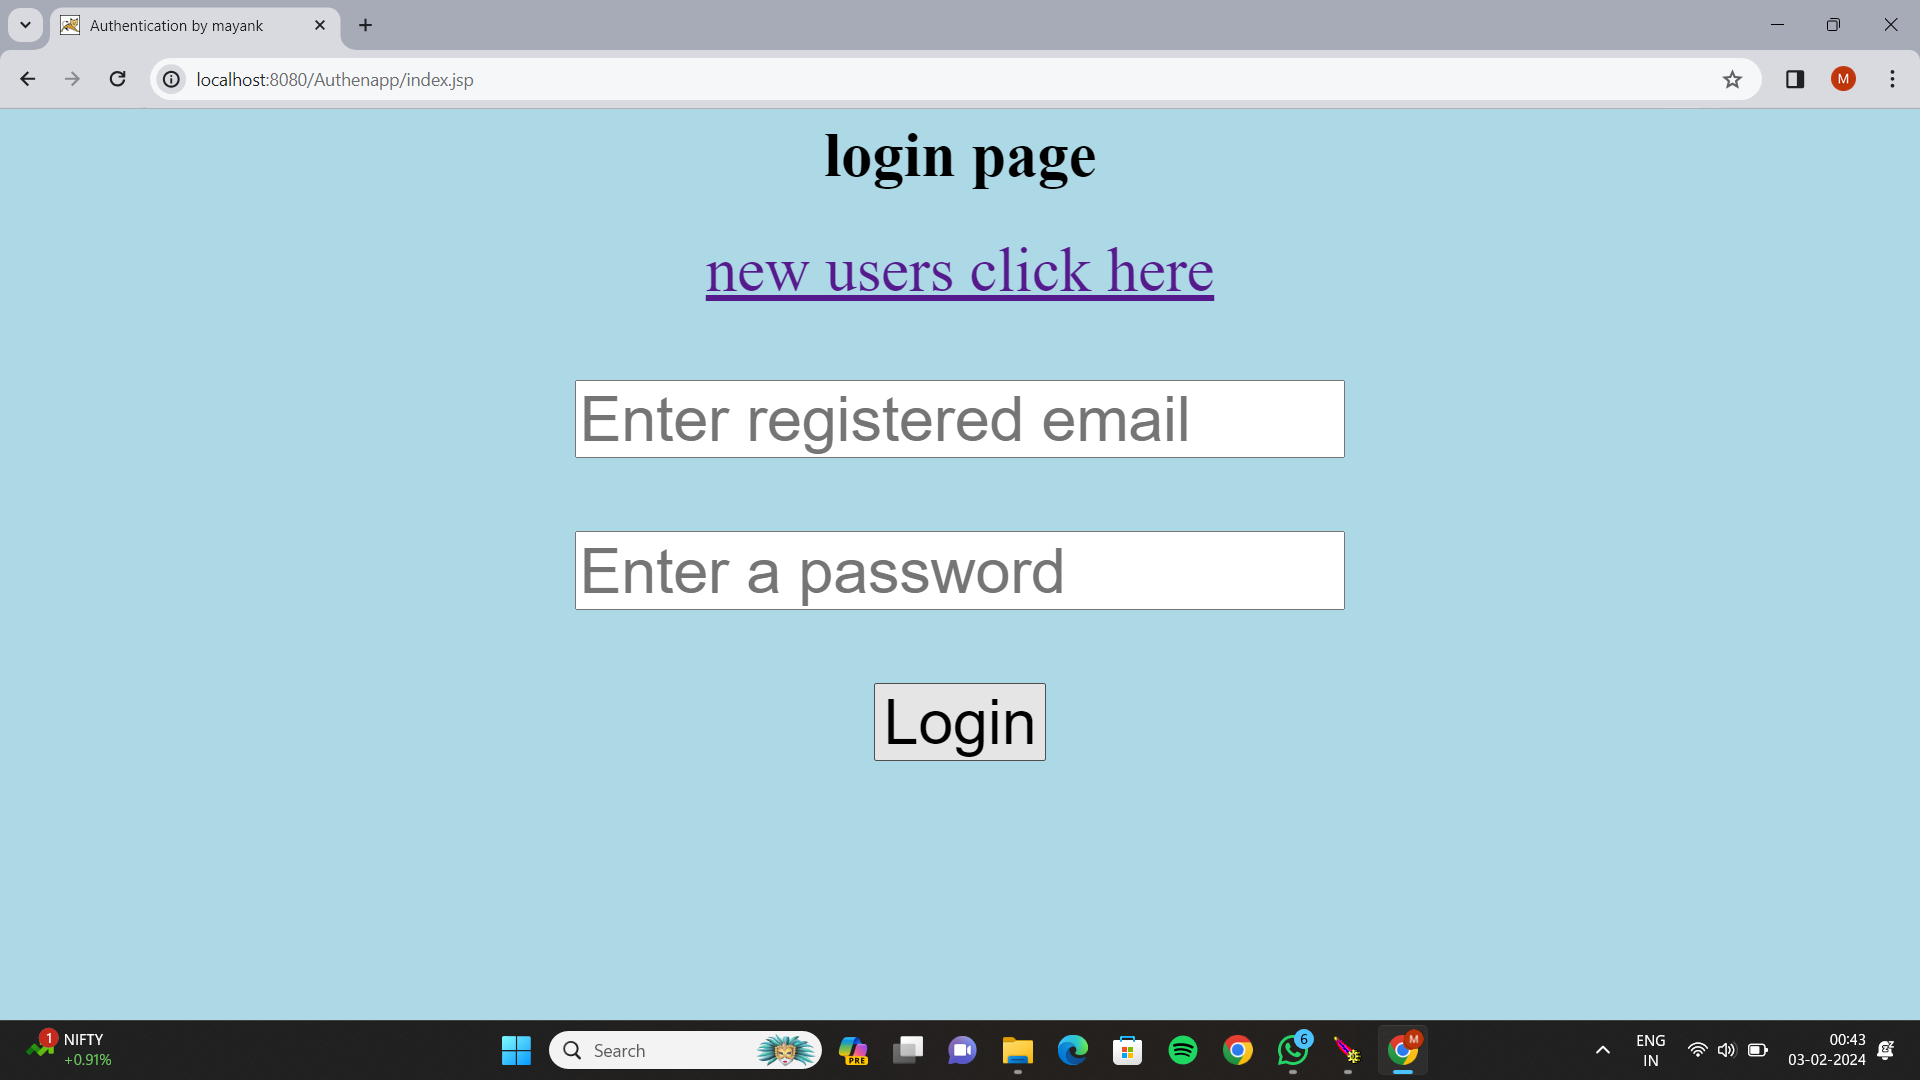 Authentication by mayank
localhost:8080/Authenapp/index.jsp
M
login page
new users click here
Enter registered email
Enter a password
Login
1
NIFTY
+0.91%
Search
PRE
6
M
ENG
IN
00:43
03-02-2024